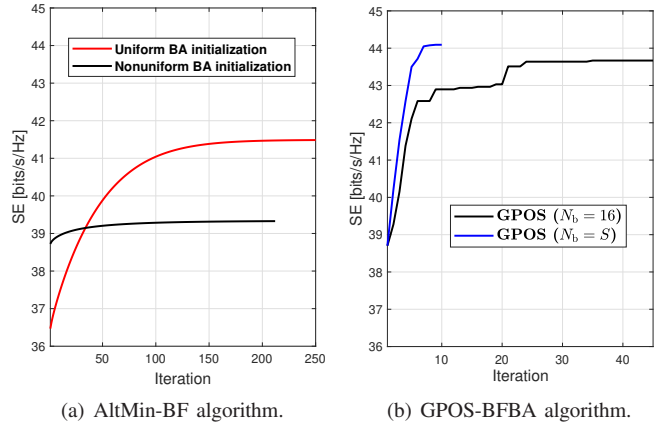 45
44
43
42
41
40
39
38
37
36
SE [bits/s/Hz]
Uniform BA initialization
Nonuniform BA initialization
50 100 150 200 250
Iteration
(a) AltMin-BF algorithm.
45
44
43
42
41
40
39
38
37
36
SE [bits/s/Hz]
GPOS (N_b = 16)
GPOS (N_b = S)
10 20 30 40
Iteration
(b) GPOS-BFBA algorithm.